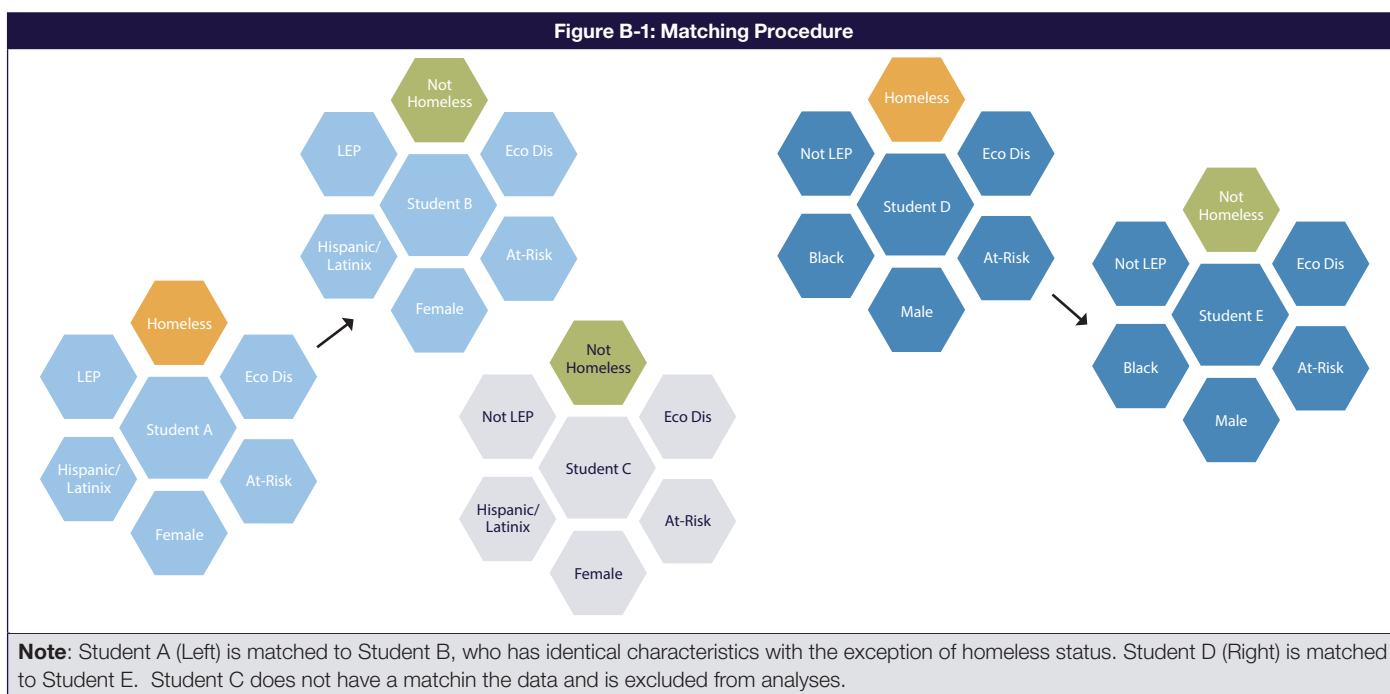 Figure B-1: Matching Procedure
Not
Homeless
LEP
Eco Dis
Student B
Hispanic/
Latinix
At-Risk
Female
Homeless
LEP
Eco Dis
Student A
Hispanic/
Latinix
At-Risk
Female
Not
Homeless
Not LEP
Eco Dis
Student C
Hispanic/
Latinix
At-Risk
Female
Homeless
Not LEP
Eco Dis
Student D
Black
At-Risk
Male
Not
Homeless
Not LEP
Eco Dis
Student E
Black
At-Risk
Male
Note: Student A (Left) is matched to Student B, who has identical characteristics with the exception of homeless status. Student D (Right) is matched
to Student E.  Student C does not have a matchin the data and is excluded from analyses.